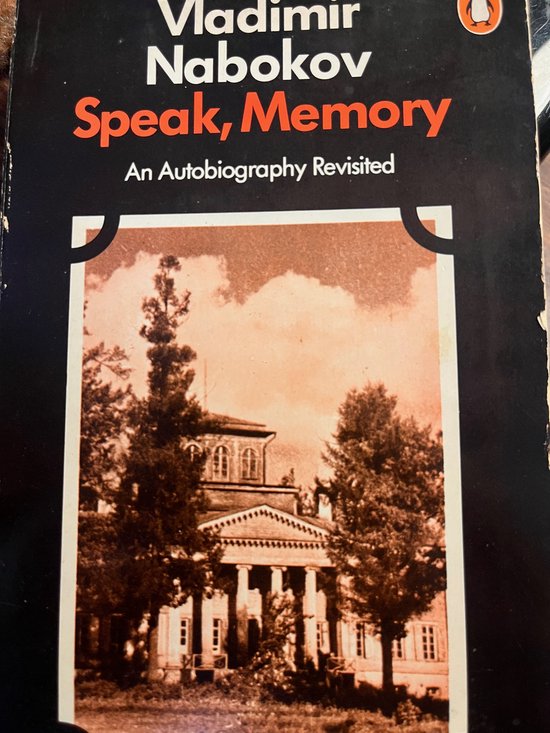 Vladimir
Nabokov
Speak, Memory
An Autobiography Revisited